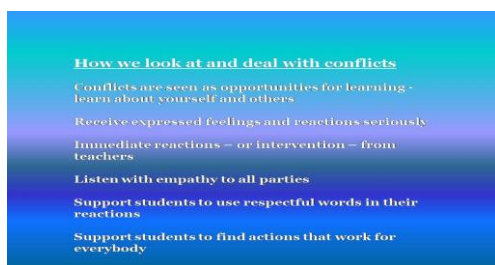 How we look at and deal with conflicts
Conflicts are seen as opportunities for learning -
learn about yourself and others
Receive expressed feelings and reactions seriously
Immediate reactions – or intervention – from
teachers
Listen with empathy to all parties
Support students to use respectful words in their
reactions
Support students to find actions that work for
everybody